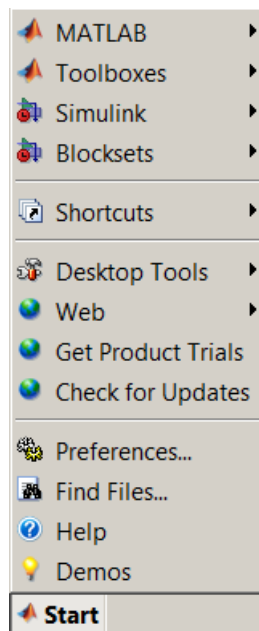 MATLAB
Toolboxes
Simulink
Blocksets
Shortcuts
Desktop Tools
Web
Get Product Trials
Check for Updates
Preferences...
Find Files...
Help
Demos
Start